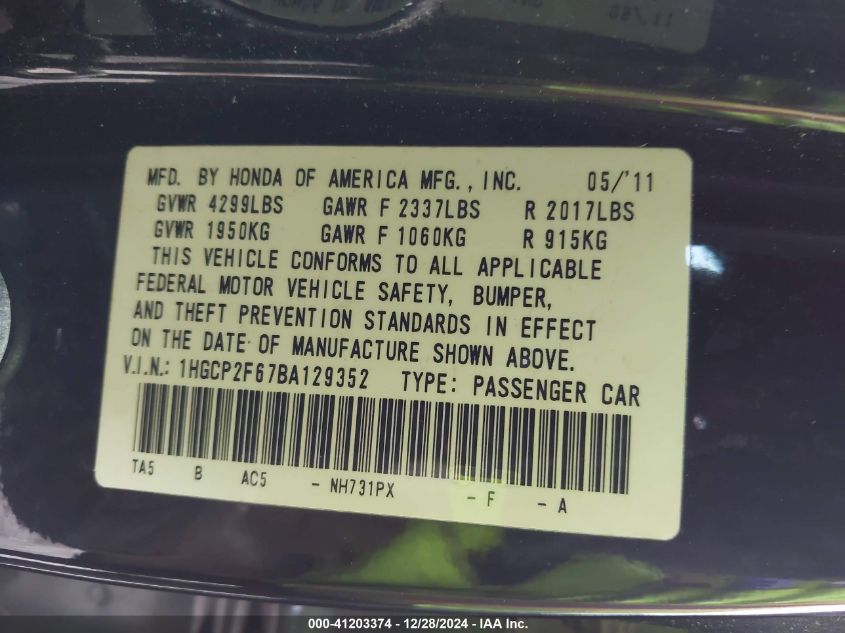 MFD. BY HONDA OF AMERICA MFG., INC. 05/'11
GVWR 4299LBS GAWR F 2337LBS R 2017LBS
GVWR 1950KG GAWR F 1060KG R 915KG
THIS VEHICLE CONFORMS TO ALL APPLICABLE
FEDERAL MOTOR VEHICLE SAFETY, BUMPER,
AND THEFT PREVENTION STANDARDS IN EFFECT
ON THE DATE OF MANUFACTURE SHOWN ABOVE.
V.I.N.: 1HGCP2F67BA129352 TYPE: PASSENGER CAR
TA5 B AC5 - NH731PX - F - A
000-41203374 - 12/28/2024 - IAA Inc.